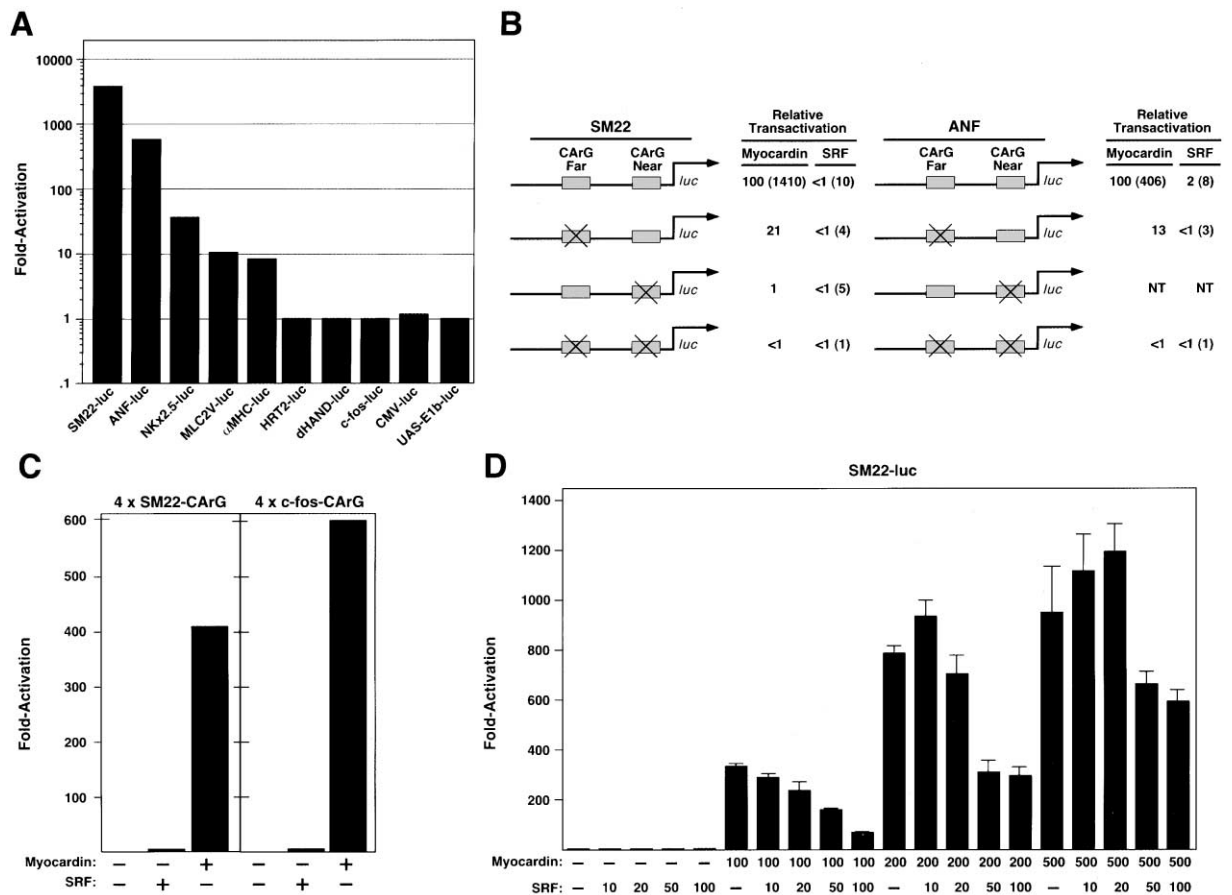 A
10000
1000
100
10
1
.1
Fold-Activation
SM22-luc
ANF-luc
NKx2.5-luc
MLC2V-luc
αMHC-luc
HRT2-luc
dHAND-luc
c-fos-luc
CMV-luc
UAS-E1b-luc
B
SM22
Relative
Transactivation
ANF
Relative
Transactivation
CArG
Far
CArG
Near
Myocardin SRF
CArG
Far
CArG
Near
Myocardin SRF
luc 100 (1410) <1 (10) luc 100 (406) 2 (8)
luc 21 <1 (4) luc 13 <1 (3)
luc 1 <1 (5) luc NT NT
luc <1 <1 (1) luc <1 <1 (1)
C
4 x SM22-CArG 4 x c-fos-CArG
600
500
400
300
200
100
Fold-Activation
Myocardin: – – + – – +
SRF: – + – – + –
D
SM22-luc
1400
1200
1000
800
600
400
200
Fold-Activation
Myocardin: – – – – – 100 100 100 100 100 200 200 200 200 200 500 500 500 500 500
SRF: – 10 20 50 100 – 10 20 50 100 – 10 20 50 100 – 10 20 50 100